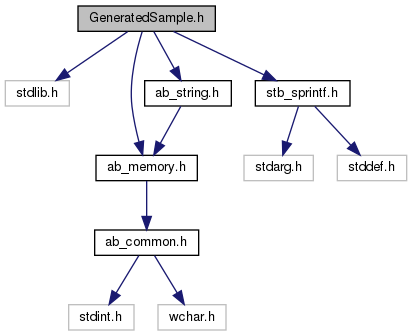 GeneratedSample.h
stdlib.h
ab_string.h
stb_sprintf.h
ab_memory.h
stdarg.h
stddef.h
ab_common.h
stdint.h
wchar.h